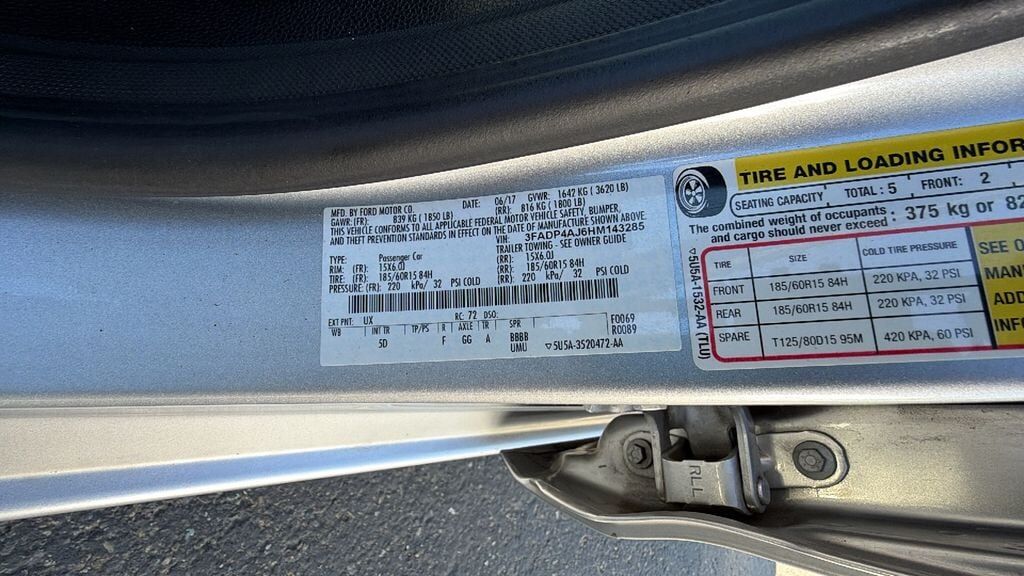 MFD. BY FORD MOTOR CO. DATE: 06/17 GVWR: 1642 KG ( 3620 LB)
GAWR: (FR): 839 KG ( 1850 LB) (RR): 816 KG ( 1800 LB)
THIS VEHICLE CONFORMS TO ALL APPLICABLE FEDERAL MOTOR VEHICLE SAFETY, BUMPER,
AND THEFT PREVENTION STANDARDS IN EFFECT ON THE DATE OF MANUFACTURE SHOWN ABOVE.
VIN: 3FADP4AJ6HM143285
TYPE: Passenger Car TRAILER TOWING - SEE OWNER GUIDE
RIM: (FR): 15X6.0J (RR): 15X6.0J
TIRE: (FR): 185/60R15 84H (RR): 185/60R15 84H
PRESSURE: (FR): 220 kPa/ 32 PSI COLD (RR): 220 kPa/ 32 PSI COLD
EXT PNT: UX RC: 72 DSO: F0069
WB INT TR TP/PS R AXLE TR SPR R0089
5D F GG A BBBB
UMU ▽5U5A-3520472-AA
TIRE AND LOADING INFOR
SEATING CAPACITY TOTAL : 5 FRONT: 2
The combined weight of occupants
and cargo should never exceed : 375 kg or 82
TIRE SIZE COLD TIRE PRESSURE
FRONT 185/60R15 84H 220 KPA, 32 PSI
REAR 185/60R15 84H 220 KPA, 32 PSI
SPARE T125/80D15 95M 420 KPA, 60 PSI
SEE O
MANU
ADD
INF
▽5U5A-1532-AA (TLU)
RLL